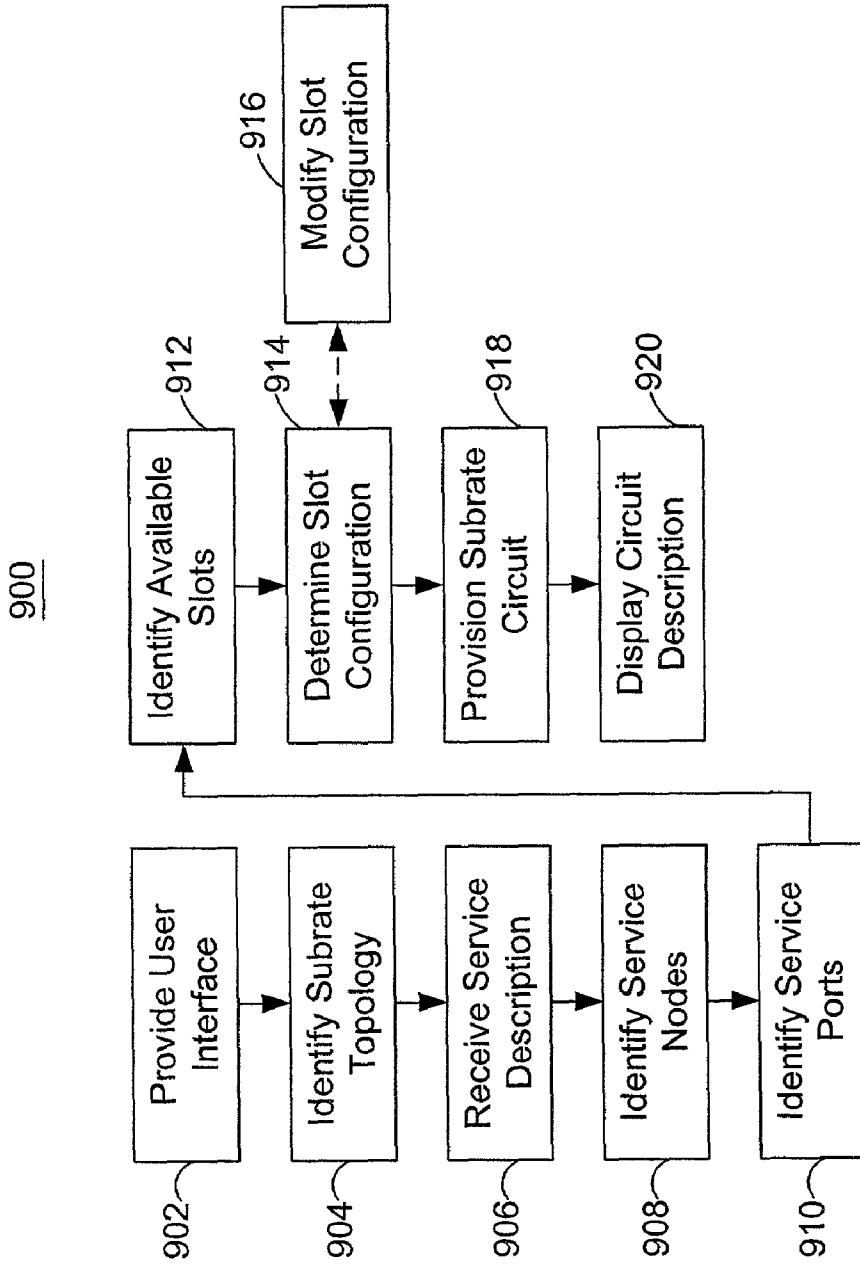 900
902
Provide User
Interface
904
Identify Subrate
Topology
906
Receive Service
Description
908
Identify Service
Nodes
910
Identify Service
Ports
912
Identify Available
Slots
914
Determine Slot
Configuration
916
Modify Slot
Configuration
918
Provision Subrate
Circuit
920
Display Circuit
Description